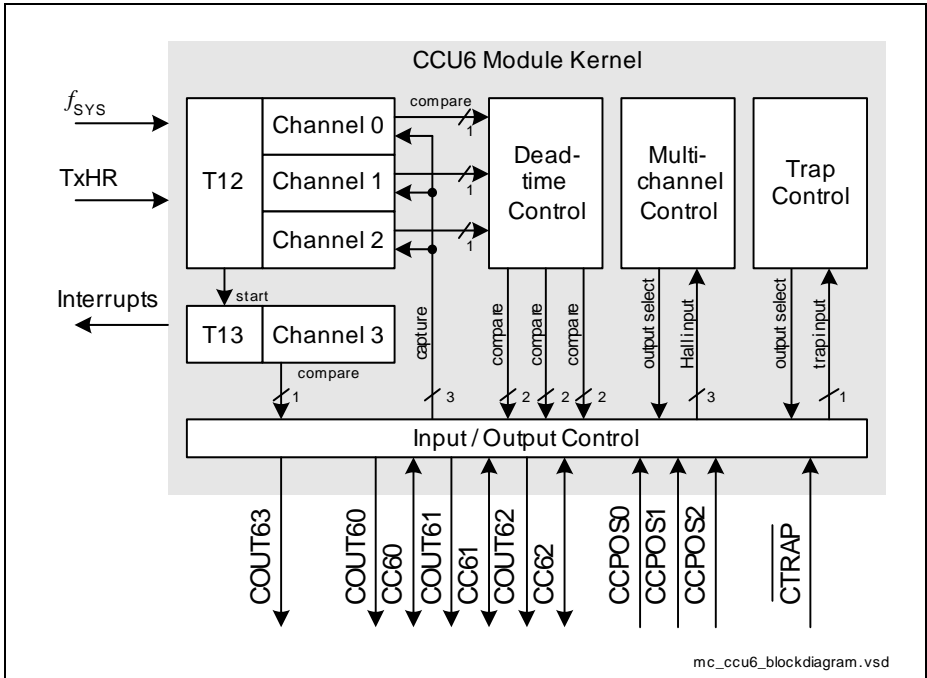 CCU6 Module Kernel
fSYS
TxHR
Interrupts
T12
Channel 0
Channel 1
Channel 2
compare
1
1
1
Dead-
time
Control
Multi-
channel
Control
Trap
Control
start
T13
Channel 3
compare
1
capture
3
compare
2
compare
2
compare
2
output select
Hall input
3
output select
trap input
1
Input / Output Control
COUT63
COUT60
CC60
COUT61
CC61
COUT62
CC62
CCPOS0
CCPOS1
CCPOS2
CTRAP
mc_ccu6_blockdiagram.vsd